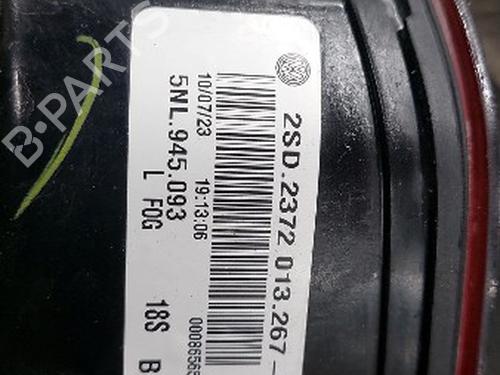 B-PARTS
2SD.2372 013.267-
10/07/23 19:13:06
5NL.945.093
L FOG
18S B